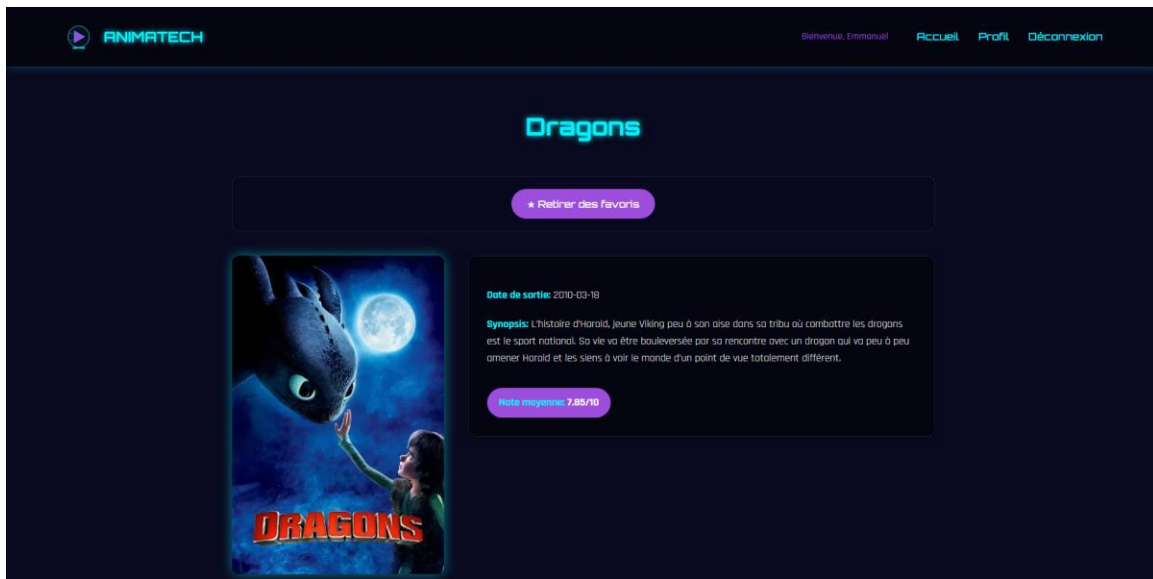 ANIMATECH
Bienvenue, Emmanuel Accueil Profil Déconnexion
Dragons
★ Retirer des favoris
Date de sortie: 2010-03-18
Synopsis: L'histoire d'Harold, jeune Viking peu à son aise dans sa tribu où combattre les dragons
est le sport national. Sa vie va être bouleversée par sa rencontre avec un dragon qui va peu à peu
amener Harold et les siens à voir le monde d'un point de vue totalement différent.
Note moyenne: 7.85/10
DRAGONS